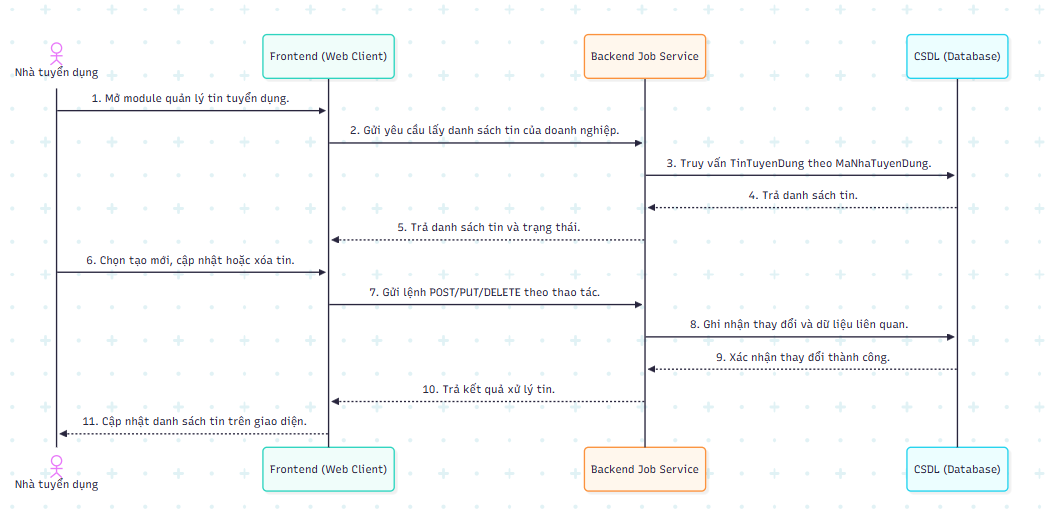 Nhà tuyển dụng
Frontend (Web Client)
Backend Job Service
CSDL (Database)
1. Mở module quản lý tin tuyển dụng.
2. Gửi yêu cầu lấy danh sách tin của doanh nghiệp.
3. Truy vấn TinTuyenDung theo MaNhaTuyenDung.
4. Trả danh sách tin.
5. Trả danh sách tin và trạng thái.
6. Chọn tạo mới, cập nhật hoặc xóa tin.
7. Gửi lệnh POST/PUT/DELETE theo thao tác.
8. Ghi nhận thay đổi và dữ liệu liên quan.
9. Xác nhận thay đổi thành công.
10. Trả kết quả xử lý tin.
11. Cập nhật danh sách tin trên giao diện.
Nhà tuyển dụng
Frontend (Web Client)
Backend Job Service
CSDL (Database)